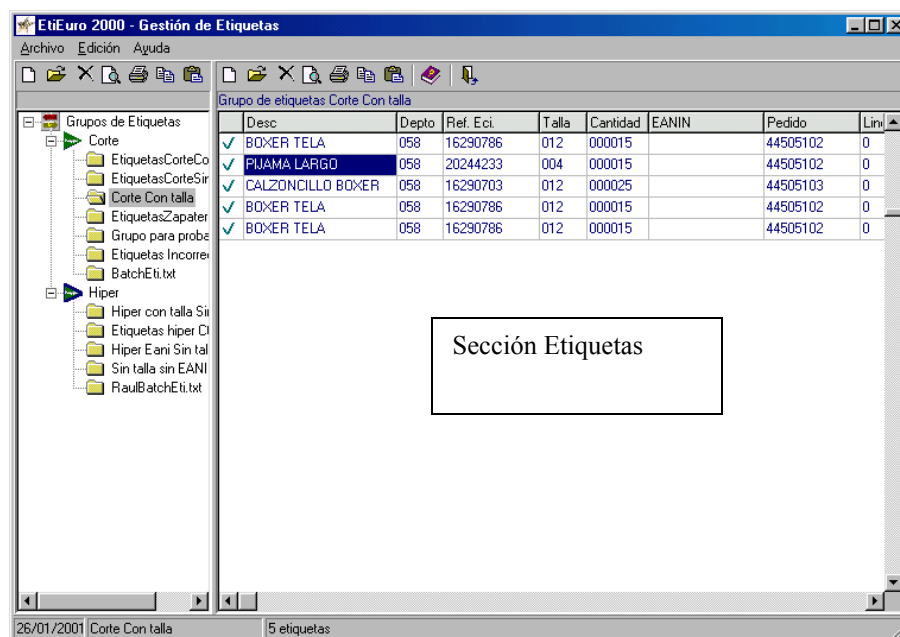 EtiEuro 2000 - Gestión de Etiquetas
Archivo Edición Ayuda
Grupo de etiquetas Corte Con talla
Grupos de Etiquetas
Corte
EtiquetasCorteCo
EtiquetasCorteSir
Corte Con talla
EtiquetasZapater
Grupo para proba
Etiquetas Incorre
BatchEti.txt
Hiper
Hiper con talla Si
Etiquetas hiper C
Hiper Eani Sin tal
Sin talla sin EANI
RaulBatchEti.txt
Desc Depto Ref. Eci. Talla Cantidad EANIN Pedido Line
BOXER TELA 058 16290786 012 000015 44505102 0
PIJAMA LARGO 058 20244233 004 000015 44505102 0
CALZONCILLO BOXER 058 16290703 012 000025 44505103 0
BOXER TELA 058 16290786 012 000015 44505102 0
BOXER TELA 058 16290786 012 000015 44505102 0
Sección Etiquetas
26/01/2001 Corte Con talla 5 etiquetas